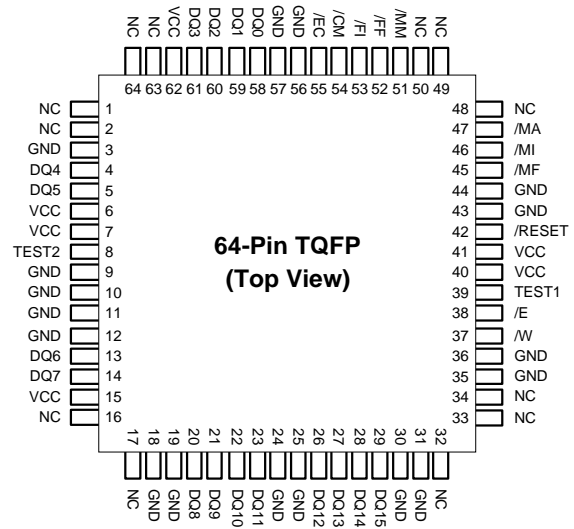 NC NC VCC DQ3 DQ2 DQ1 DQ0 GND GND /EC /CM /FI /FF /MM NC NC
64 63 62 61 60 59 58 57 56 55 54 53 52 51 50 49
NC 1
NC 2
GND 3
DQ4 4
DQ5 5
VCC 6
VCC 7
TEST2 8
GND 9
GND 10
GND 11
GND 12
DQ6 13
DQ7 14
VCC 15
NC 16
64-Pin TQFP
(Top View)
48 NC
47 /MA
46 /MI
45 /MF
44 GND
43 GND
42 /RESET
41 VCC
40 VCC
39 TEST1
38 /E
37 /W
36 GND
35 GND
34 NC
33 NC
17 18 19 20 21 22 23 24 25 26 27 28 29 30 31 32
NC GND GND DQ8 DQ9 DQ10 DQ11 GND GND DQ12 DQ13 DQ14 DQ15 GND GND NC